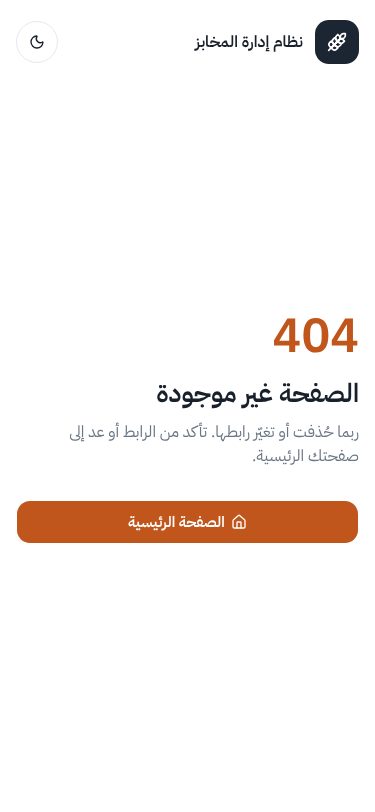 نظام إدارة المخابز
404
الصفحة غير موجودة
ربما حُذفت أو تغيّر رابطها. تأكد من الرابط أو عد إلى
صفحتك الرئيسية.
الصفحة الرئيسية